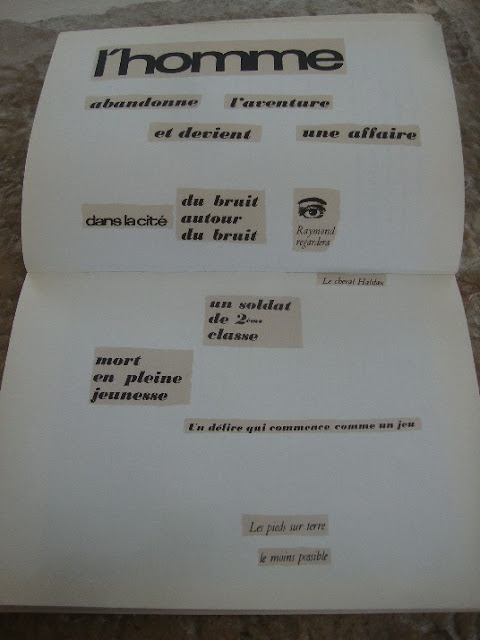 l'homme
abandonne l'aventure
et devient une affaire
dans la cité
du bruit
autour
du bruit
Raymond
regardera
Le cheval Halifax
un soldat
de 2ème
classe
mort
en pleine
jeunesse
Un délire qui commence comme un jeu
Les pieds sur terre
le moins possible